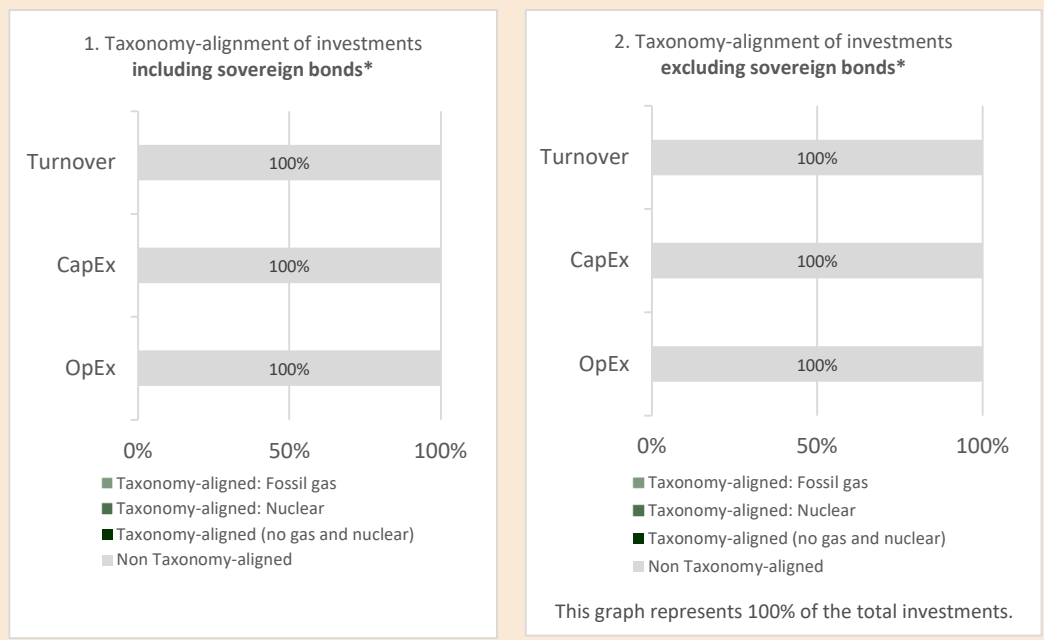 1. Taxonomy-alignment of investments
including sovereign bonds*
Turnover
100%
CapEx
100%
OpEx
100%
0%
50%
100%
Taxonomy-aligned: Fossil gas
Taxonomy-aligned: Nuclear
Taxonomy-aligned (no gas and nuclear)
Non Taxonomy-aligned
2. Taxonomy-alignment of investments
excluding sovereign bonds*
Turnover
100%
CapEx
100%
OpEx
100%
0%
50%
100%
Taxonomy-aligned: Fossil gas
Taxonomy-aligned: Nuclear
Taxonomy-aligned (no gas and nuclear)
Non Taxonomy-aligned
This graph represents 100% of the total investments.